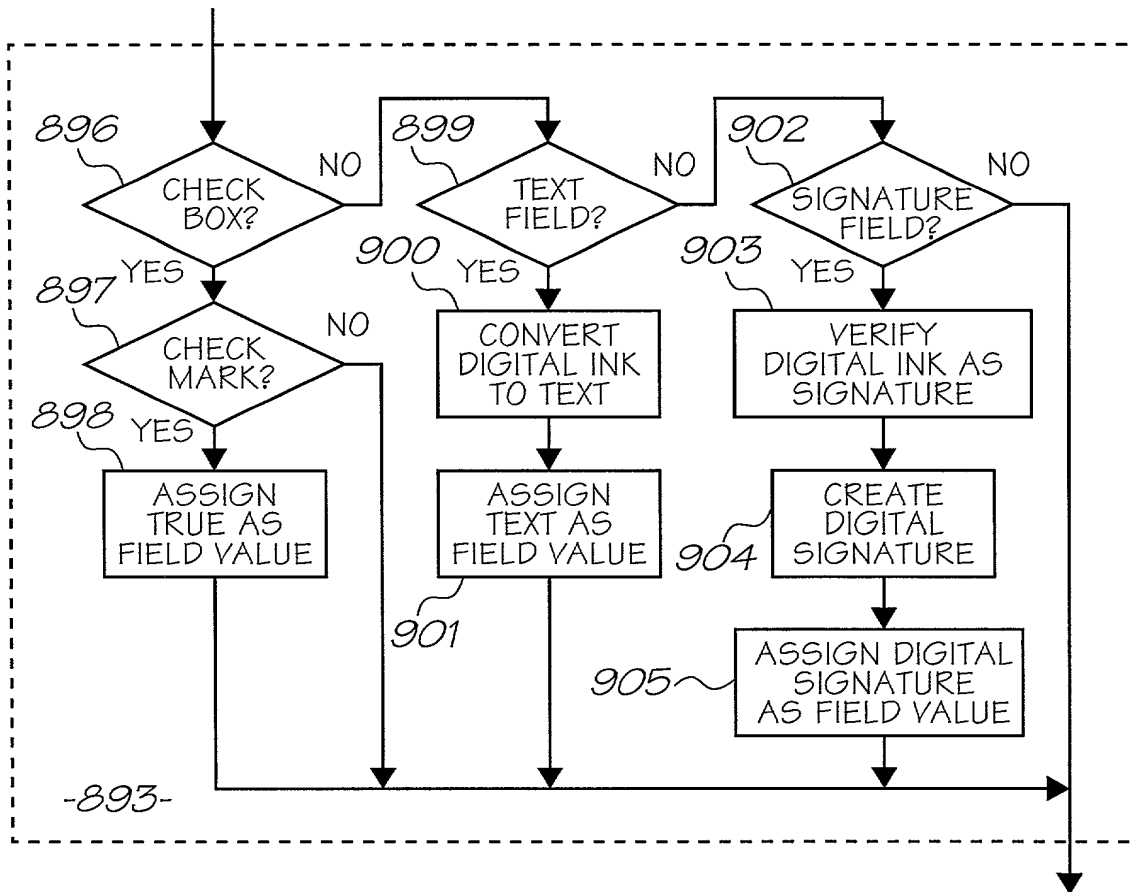 896
CHECK
BOX?
NO
YES
899
TEXT
FIELD?
NO
YES
902
SIGNATURE
FIELD?
NO
YES
897
CHECK
MARK?
NO
YES
898
ASSIGN
TRUE AS
FIELD VALUE
900
CONVERT
DIGITAL INK
TO TEXT
901
ASSIGN
TEXT AS
FIELD VALUE
903
VERIFY
DIGITAL INK AS
SIGNATURE
904
CREATE
DIGITAL
SIGNATURE
905
ASSIGN DIGITAL
SIGNATURE
AS FIELD VALUE
-893-